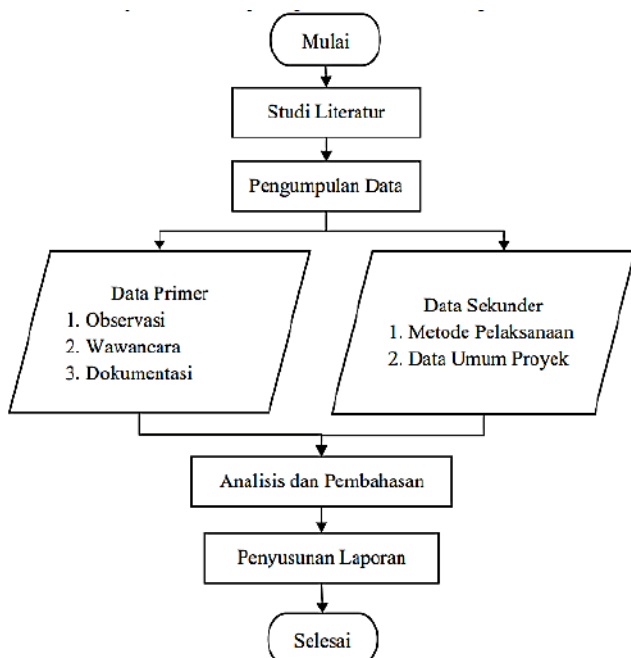 Mulai
Studi Literatur
Pengumpulan Data
Data Primer
1. Observasi
2. Wawancara
3. Dokumentasi
Data Sekunder
1. Metode Pelaksanaan
2. Data Umum Proyek
Analisis dan Pembahasan
Penyusunan Laporan
Selesai